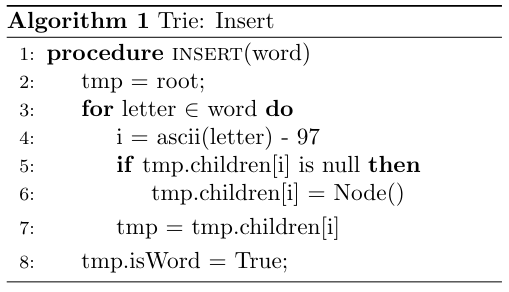 Algorithm 1 Trie: Insert
1: procedure INSERT(word)
2: tmp = root;
3: for letter ∈ word do
4: i = ascii(letter) - 97
5: if tmp.children[i] is null then
6: tmp.children[i] = Node()
7: tmp = tmp.children[i]
8: tmp.isWord = True;